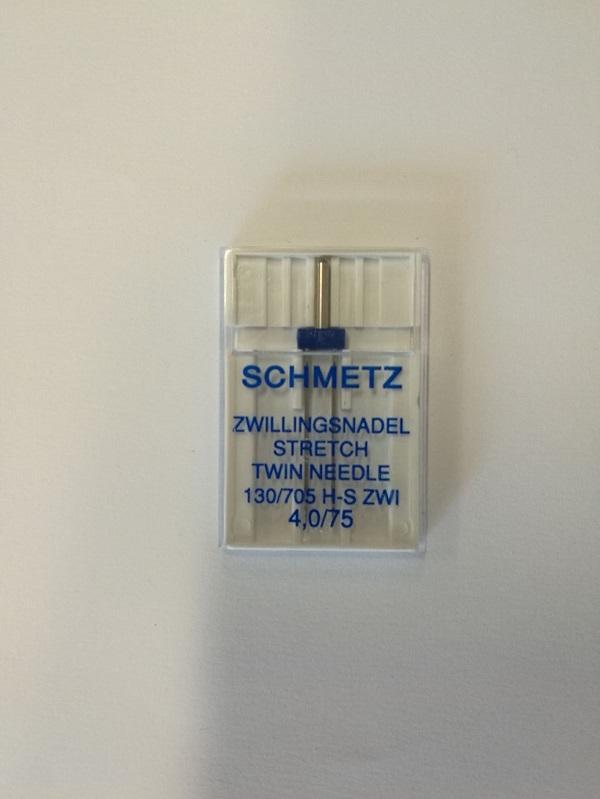 SCHMETZ
ZWILLINGSNADEL
STRETCH
TWIN NEEDLE
130/705 H-S ZWI
4,0/75